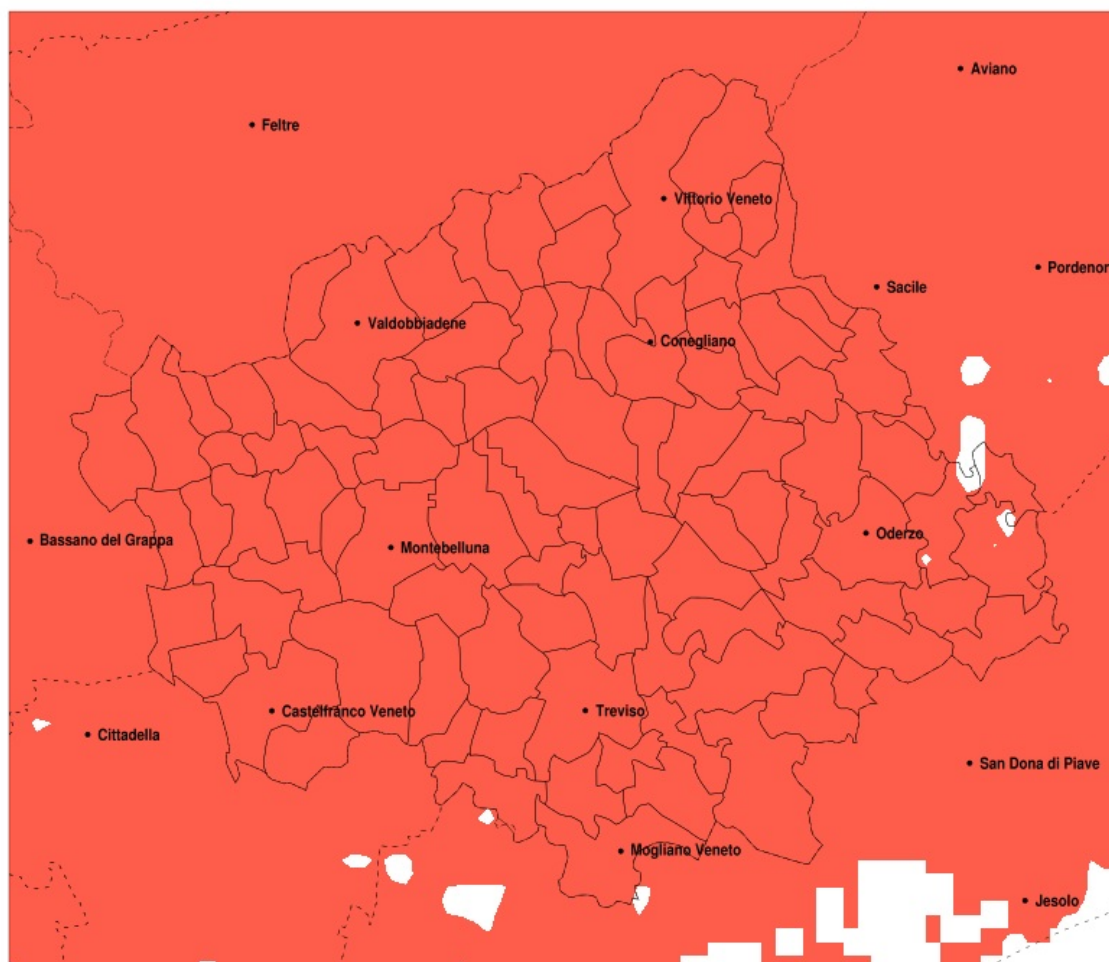 Aviano
Feltre
Vittorio Veneto
Pordenon
Sacile
Valdobbiadene
Conegliano
Oderzo
Bassano del Grappa
Montebelluna
Castelfranco Veneto
Treviso
Cittadella
San Dona di Piave
Mogliano Veneto
Jesolo